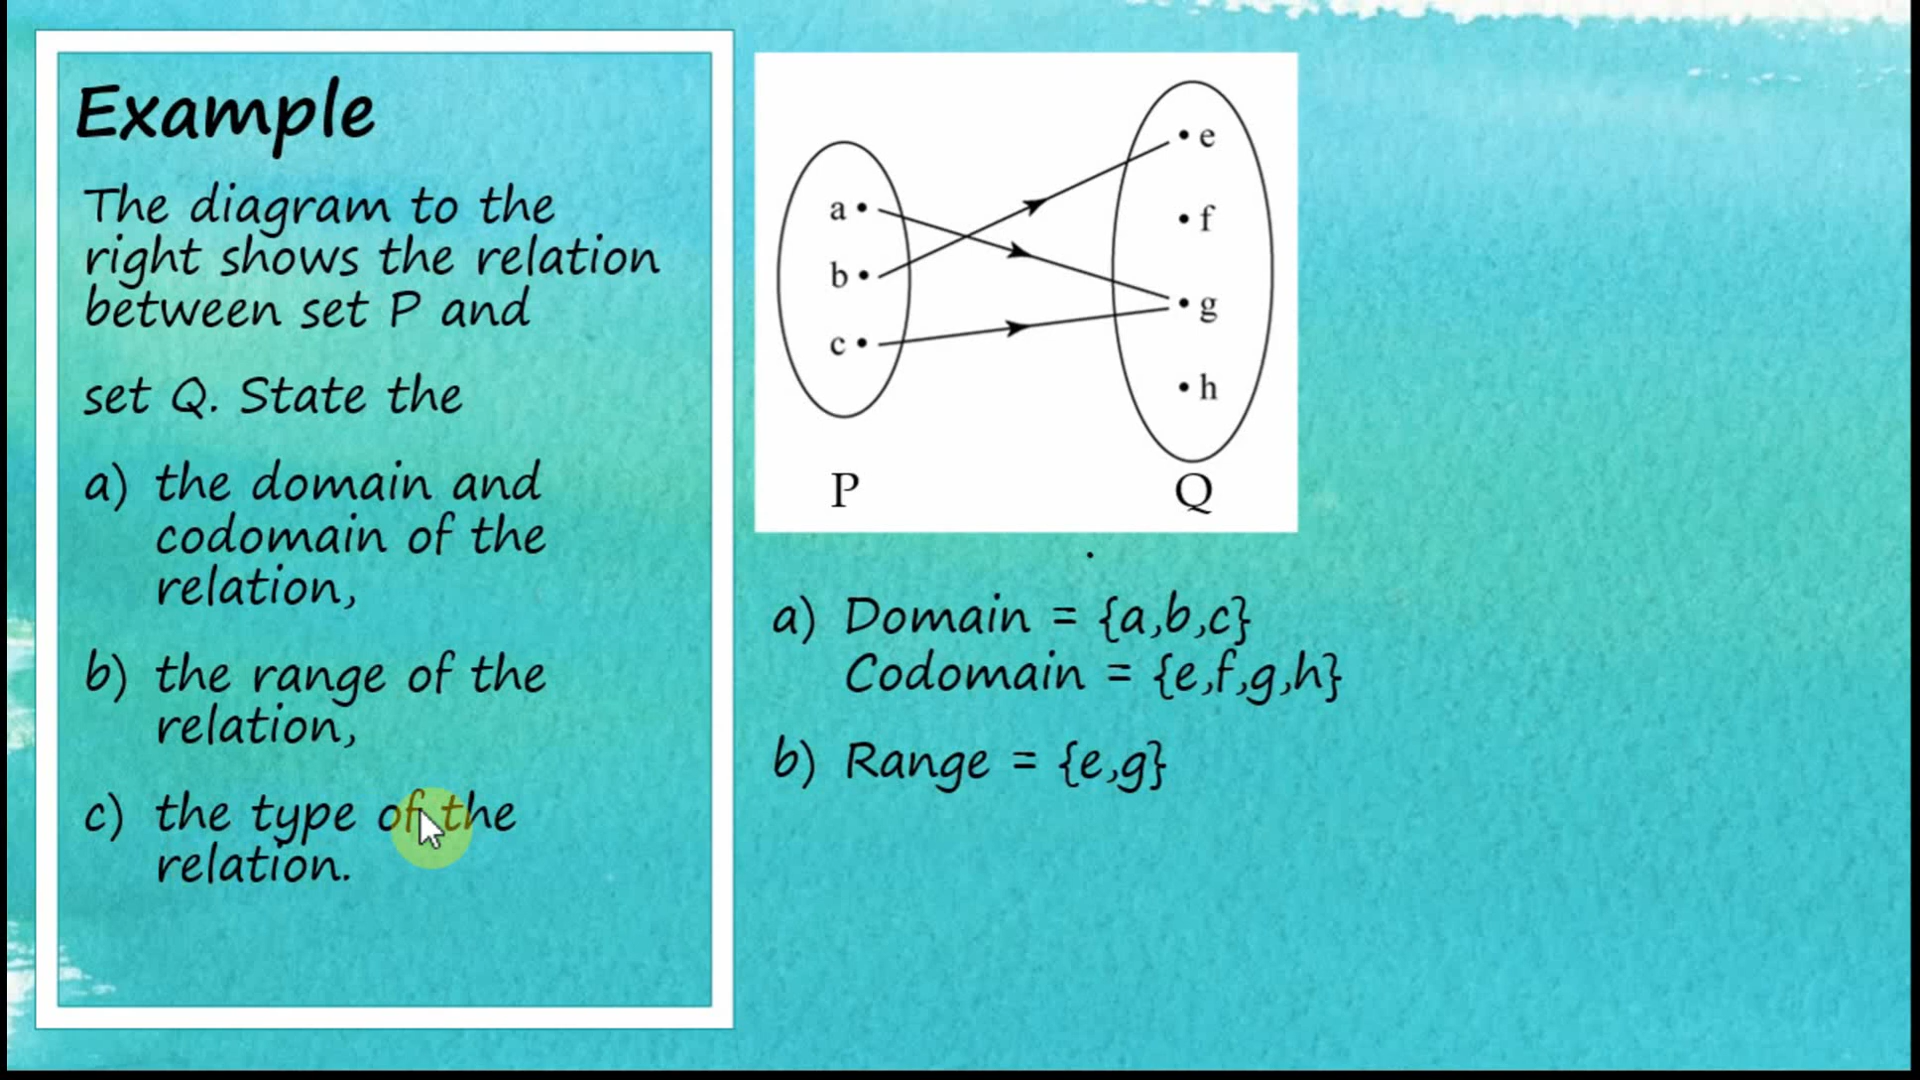 Example
The diagram to the
right shows the relation
between set P and
set Q. State the
a) the domain and
codomain of the
relation,
b) the range of the
relation,
c) the type of the
relation.
a
b
c
e
f
g
h
P
Q
a) Domain = {a,b,c}
Codomain = {e,f,g,h}
b) Range = {e,g}